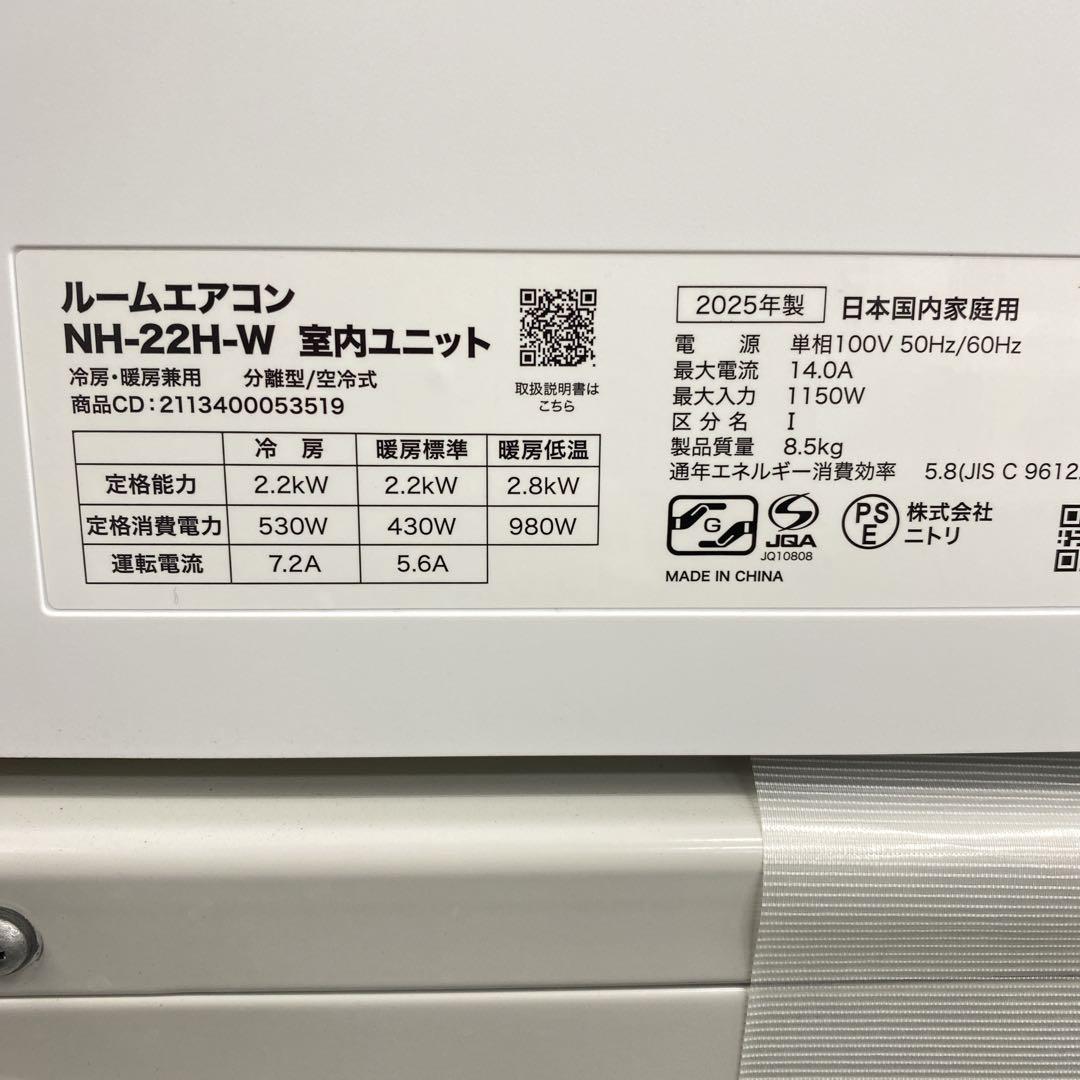 ルームエアコン
NH-22H-W 室内ユニット
冷房・暖房兼用 分離型/空冷式
商品CD:2113400053519
取扱説明書は
こちら
冷 房 暖房標準 暖房低温
定格能力 2.2kW 2.2kW 2.8kW
定格消費電力 530W 430W 980W
運転電流 7.2A 5.6A
2025年製 日本国内家庭用
電 源 単相100V 50Hz/60Hz
最大電流 14.0A
最大入力 1150W
区分名 I
製品質量 8.5kg
通年エネルギー消費効率 5.8(JIS C 9612
G
JQA
JQ10808
PS
E
株式会社
ニトリ
MADE IN CHINA